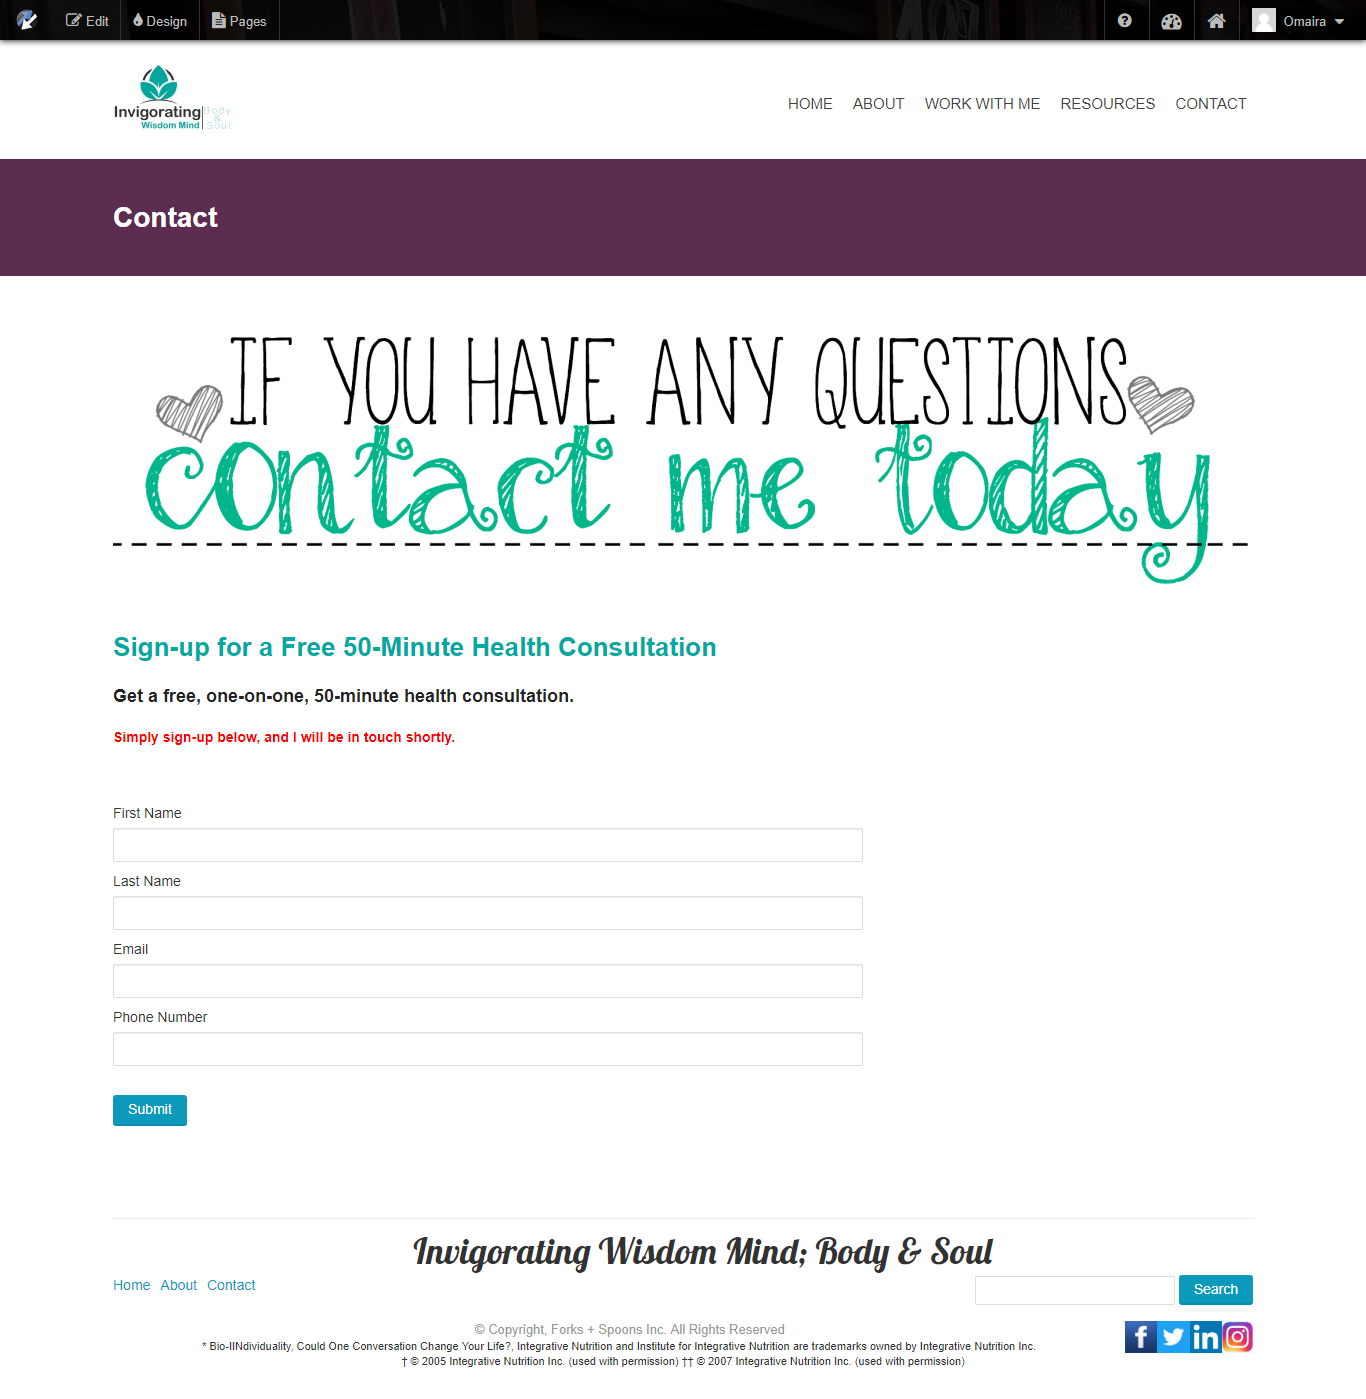 Edit Design Pages Omaira
Invigorating Body
&
Wisdom Mind Soul
HOME ABOUT WORK WITH ME RESOURCES CONTACT
Contact
IF YOU HAVE ANY QUESTIONS
contact me today
Sign-up for a Free 50-Minute Health Consultation
Get a free, one-on-one, 50-minute health consultation.
Simply sign-up below, and I will be in touch shortly.
First Name
Last Name
Email
Phone Number
Submit
Invigorating Wisdom Mind; Body & Soul
Home About Contact Search
© Copyright, Forks + Spoons Inc. All Rights Reserved
* Bio-IINdividuality, Could One Conversation Change Your Life?, Integrative Nutrition and Institute for Integrative Nutrition are trademarks owned by Integrative Nutrition Inc.
† © 2005 Integrative Nutrition Inc. (used with permission) †† © 2007 Integrative Nutrition Inc. (used with permission)